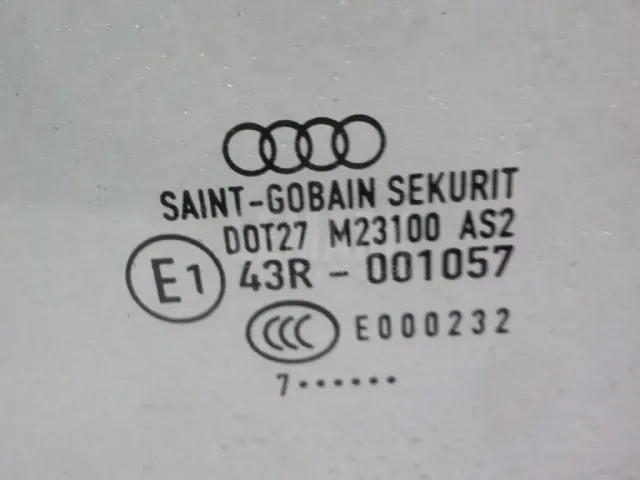 SAINT-GOBAIN SEKURIT
DOT27 M23100 AS2
E1 43R - 001057
CCC E000232
7••••••